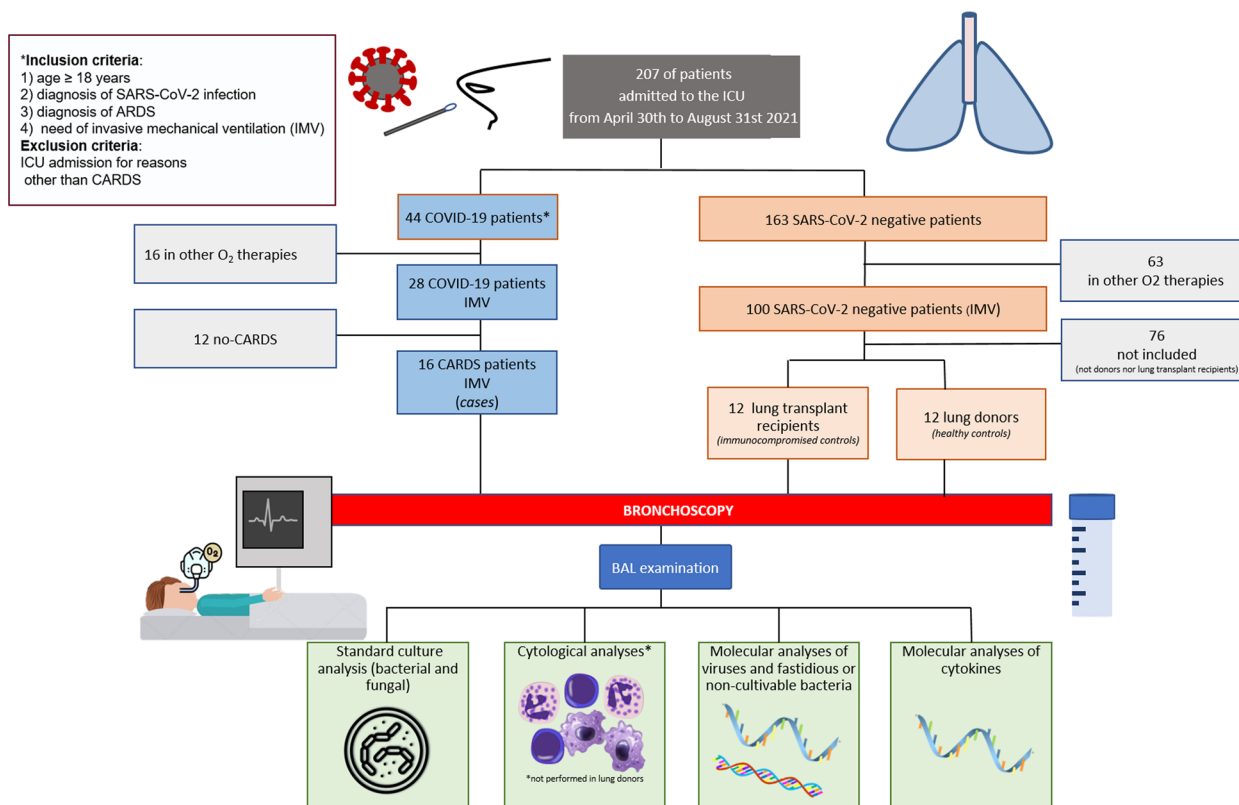 *Inclusion criteria:
1) age ≥ 18 years
2) diagnosis of SARS-CoV-2 infection
3) diagnosis of ARDS
4) need of invasive mechanical ventilation (IMV)
Exclusion criteria:
ICU admission for reasons
other than CARDS
207 of patients
admitted to the ICU
from April 30th to August 31st 2021
44 COVID-19 patients*
163 SARS-CoV-2 negative patients
16 in other O₂ therapies
63
in other O2 therapies
28 COVID-19 patients
IMV
100 SARS-CoV-2 negative patients (IMV)
12 no-CARDS
76
not included
(not donors nor lung transplant recipients)
16 CARDS patients
IMV
(cases)
12 lung transplant
recipients
(immunocompromised controls)
12 lung donors
(healthy controls)
BRONCHOSCOPY
O2
BAL examination
Standard culture
analysis (bacterial and
fungal)
Cytological analyses*
*not performed in lung donors
Molecular analyses of
viruses and fastidious or
non-cultivable bacteria
Molecular analyses of
cytokines